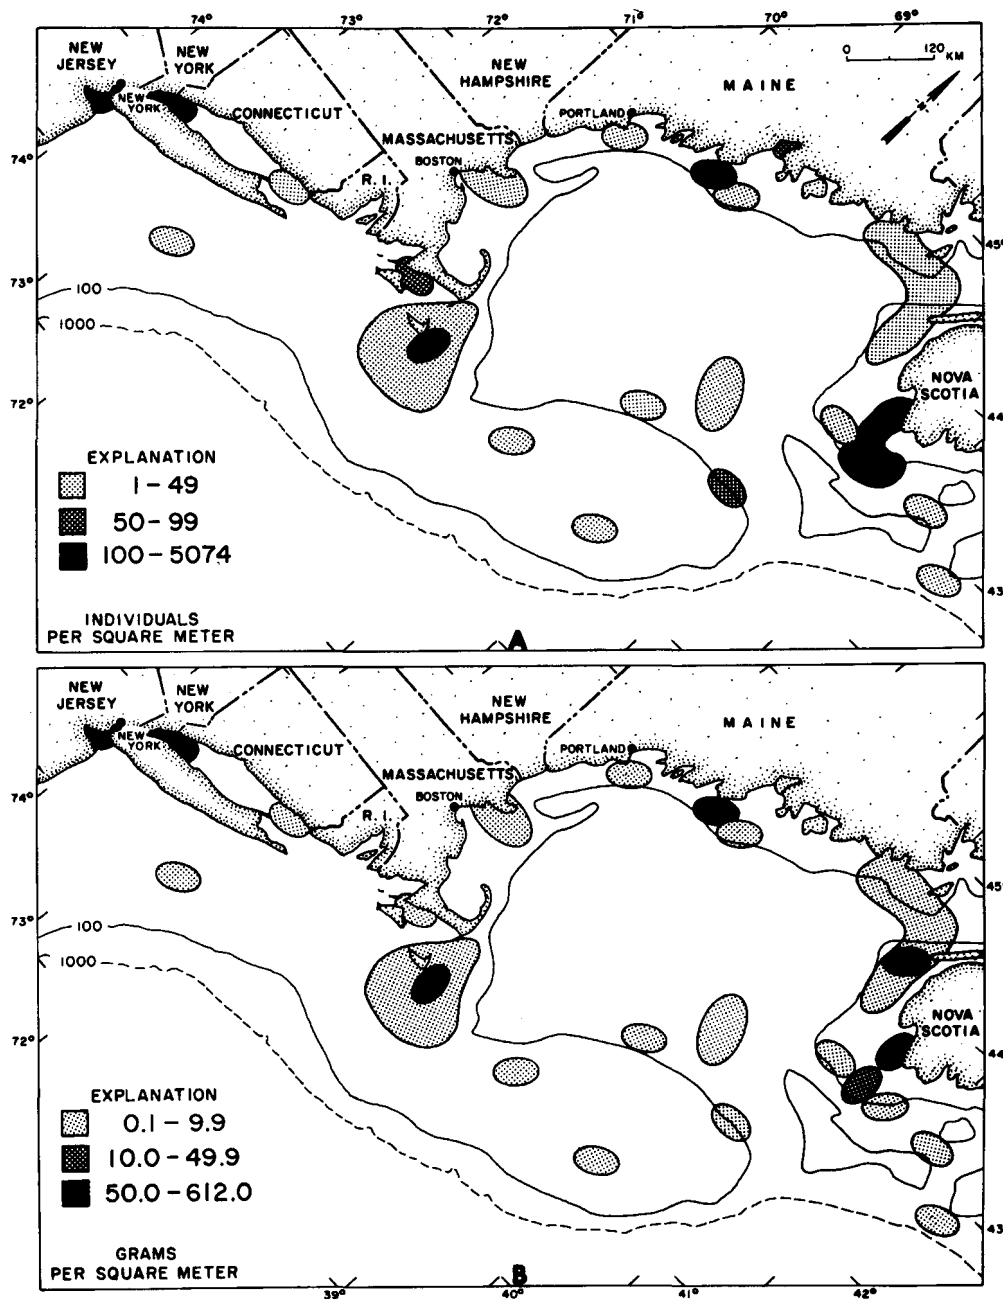 74° 73° 72° 71° 70° 69°
NEW JERSEY
NEW YORK
NEW HAMPSHIRE
MAINE
0 120 KM
NEW YORK
CONNECTICUT
MASSACHUSETTS
PORTLAND
BOSTON
R. I.
74°
45°
73°
100
1000
NOVA SCOTIA
72°
44
EXPLANATION
1 – 49
50 – 99
100 – 5074
43
INDIVIDUALS
PER SQUARE METER
A
NEW JERSEY
NEW YORK
NEW HAMPSHIRE
MAINE
NEW YORK
CONNECTICUT
MASSACHUSETTS
PORTLAND
BOSTON
R. I.
74°
45°
73°
100
1000
NOVA SCOTIA
72°
44
EXPLANATION
0.1 – 9.9
10.0 – 49.9
50.0 – 612.0
43
GRAMS
PER SQUARE METER
B
39° 40° 41° 42°